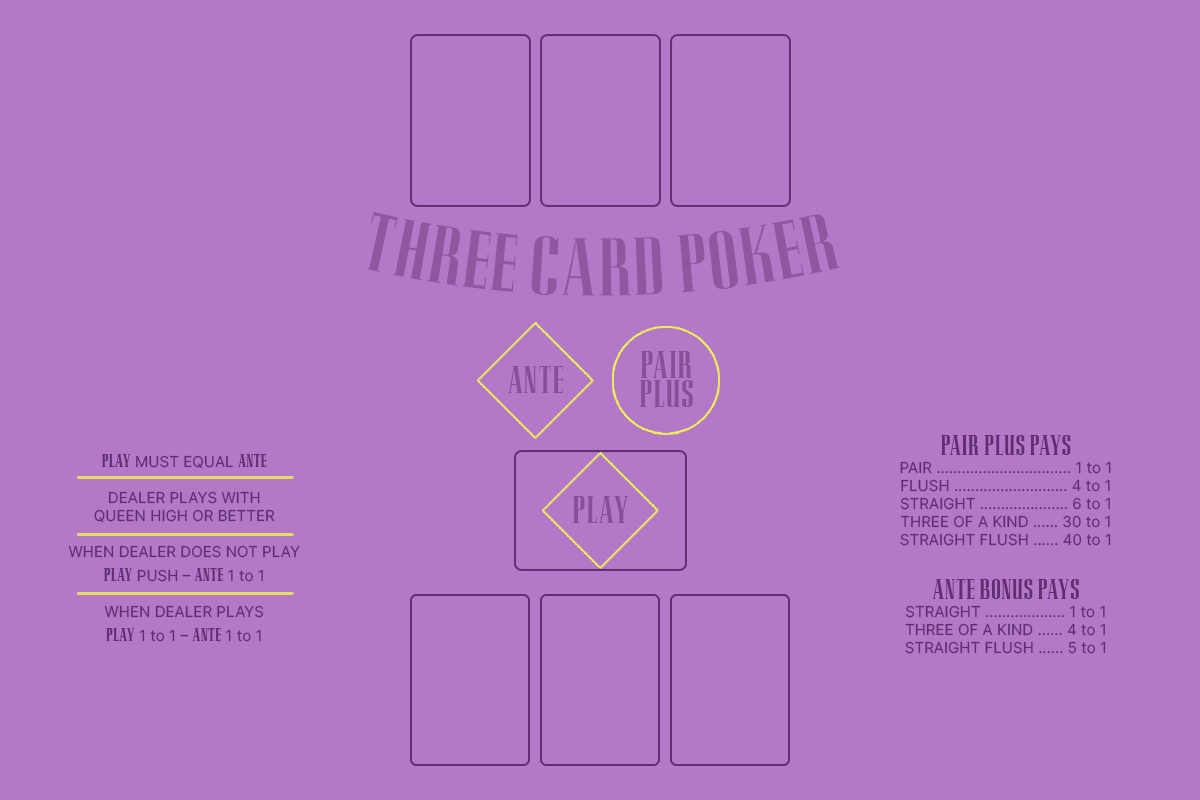 THREE CARD POKER
ANTE
PAIR
PLUS
PLAY
PLAY MUST EQUAL ANTE
DEALER PLAYS WITH
QUEEN HIGH OR BETTER
WHEN DEALER DOES NOT PLAY
PLAY PUSH – ANTE 1 to 1
WHEN DEALER PLAYS
PLAY 1 to 1 – ANTE 1 to 1
PAIR PLUS PAYS
PAIR ................................ 1 to 1
FLUSH ........................... 4 to 1
STRAIGHT ..................... 6 to 1
THREE OF A KIND ...... 30 to 1
STRAIGHT FLUSH ...... 40 to 1
ANTE BONUS PAYS
STRAIGHT ................... 1 to 1
THREE OF A KIND ...... 4 to 1
STRAIGHT FLUSH ...... 5 to 1